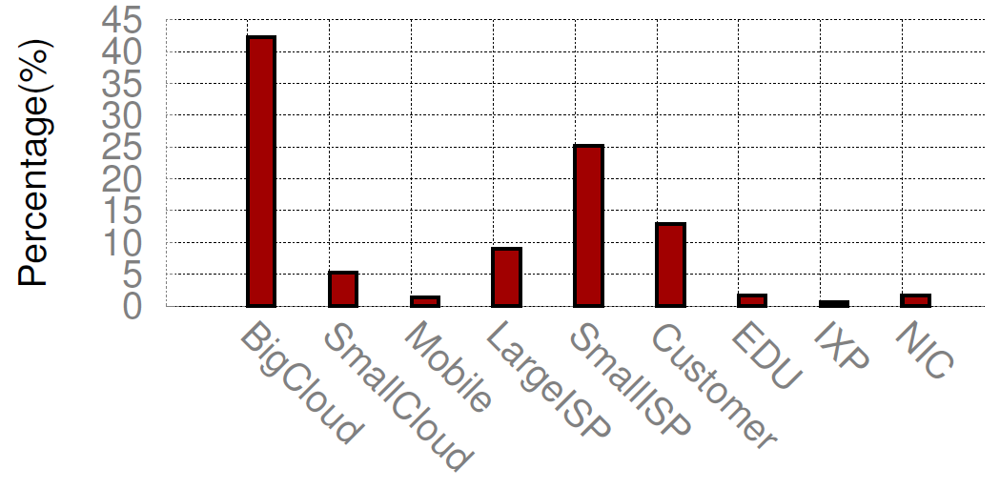 Percentage(%)
45
40
35
30
25
20
15
10
5
0
BigCloud
SmallCloud
Mobile
LargeISP
SmallISP
Customer
EDU
IXP
NIC